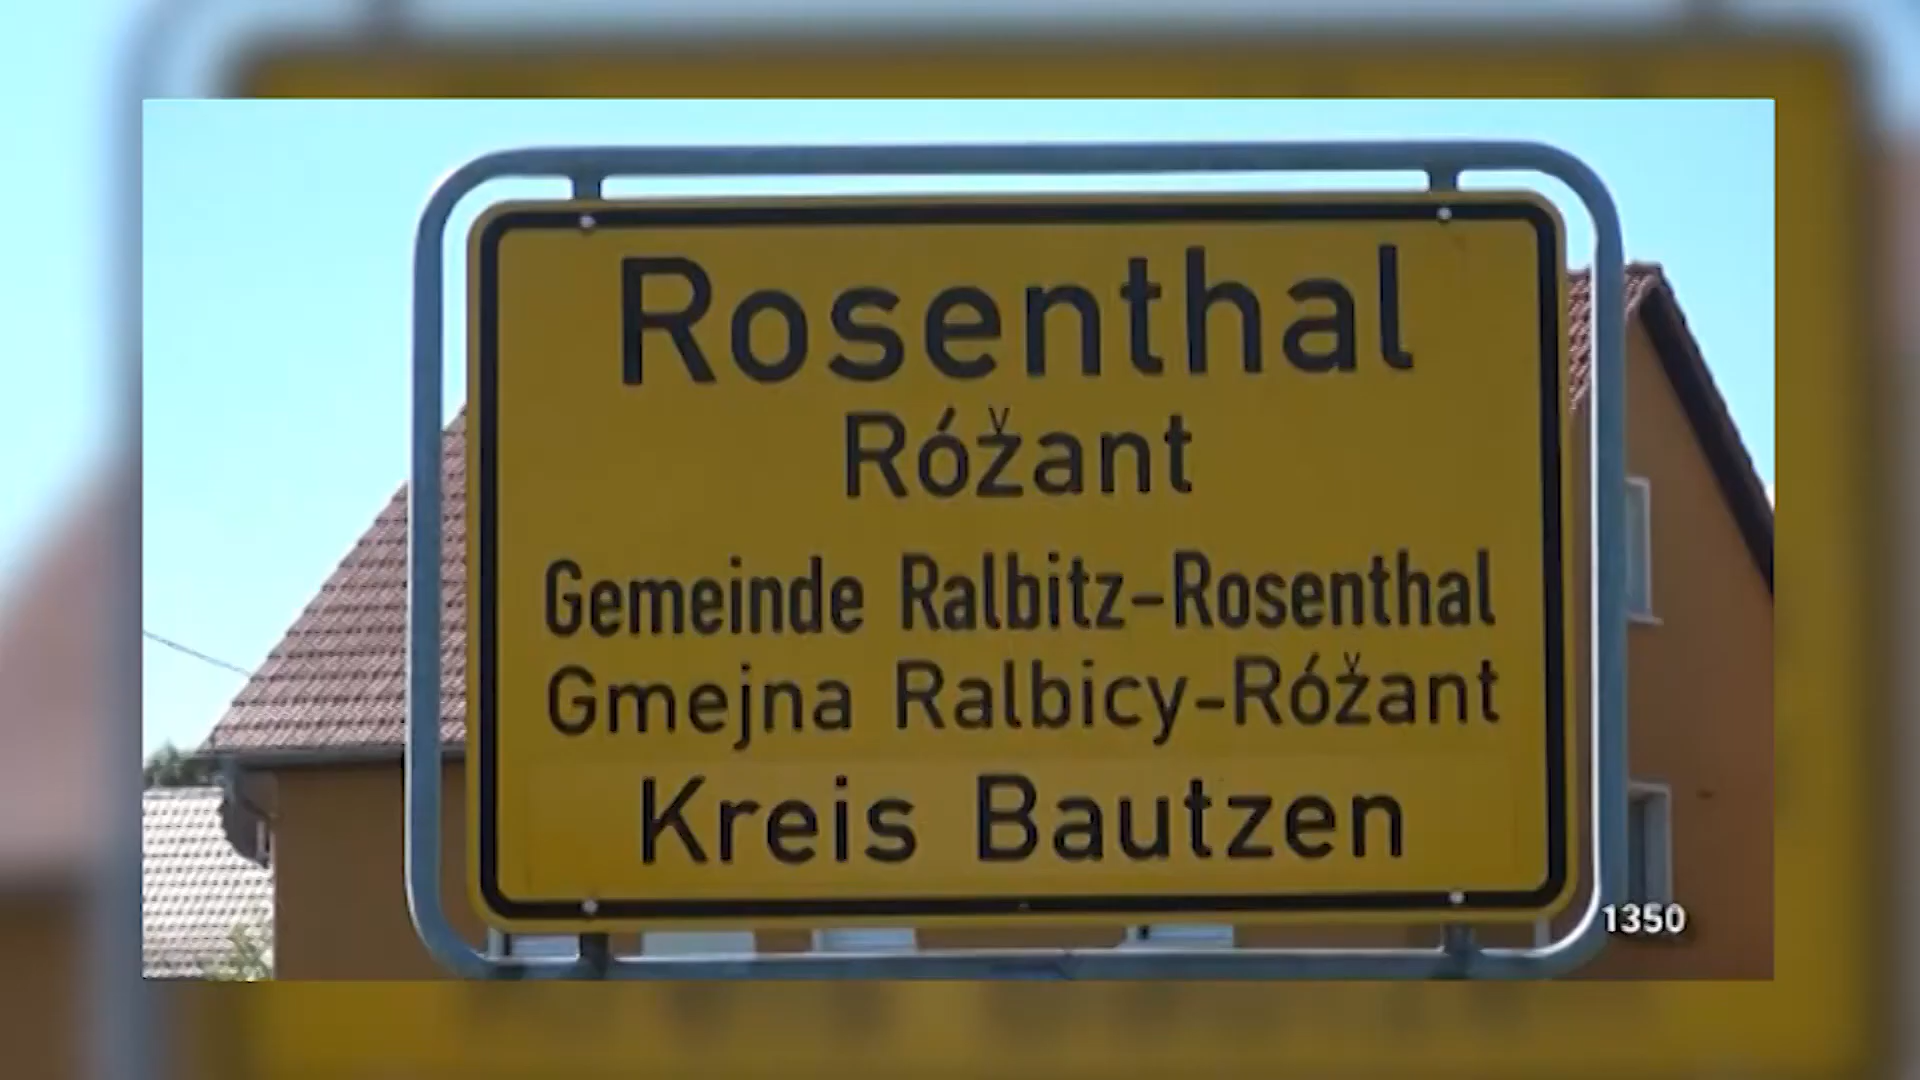 Rosenthal
Róžant
Gemeinde Ralbitz-Rosenthal
Gmejna Ralbicy-Róžant
Kreis Bautzen
1350